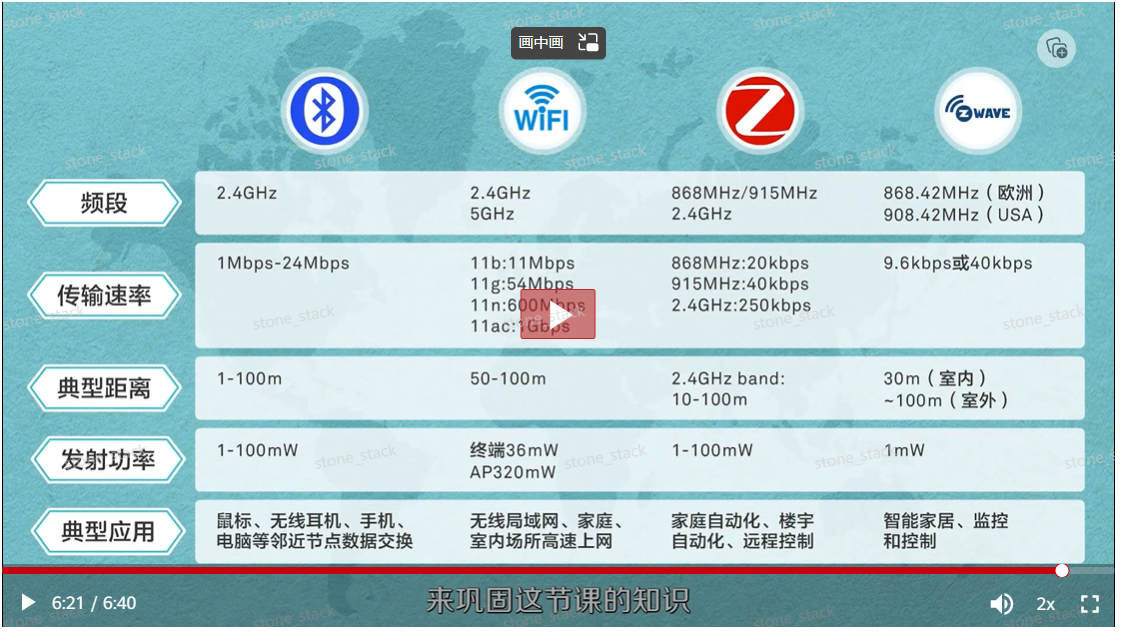 画中画
WiFi
Z
ZWAVE
频段
2.4GHz
2.4GHz
5GHz
868MHz/915MHz
2.4GHz
868.42MHz（欧洲）
908.42MHz（USA）
传输速率
1Mbps-24Mbps
11b:11Mbps
11g:54Mbps
11n:600Mbps
11ac:1Gbps
868MHz:20kbps
915MHz:40kbps
2.4GHz:250kbps
9.6kbps或40kbps
典型距离
1-100m
50-100m
2.4GHz band:
10-100m
30m（室内）
~100m（室外）
发射功率
1-100mW
终端36mW
AP320mW
1-100mW
1mW
典型应用
鼠标、无线耳机、手机、
电脑等邻近节点数据交换
无线局域网、家庭、
室内场所高速上网
家庭自动化、楼宇
自动化、远程控制
智能家居、监控
和控制
来巩固这节课的知识
6:21 / 6:40
2x
stone_stack